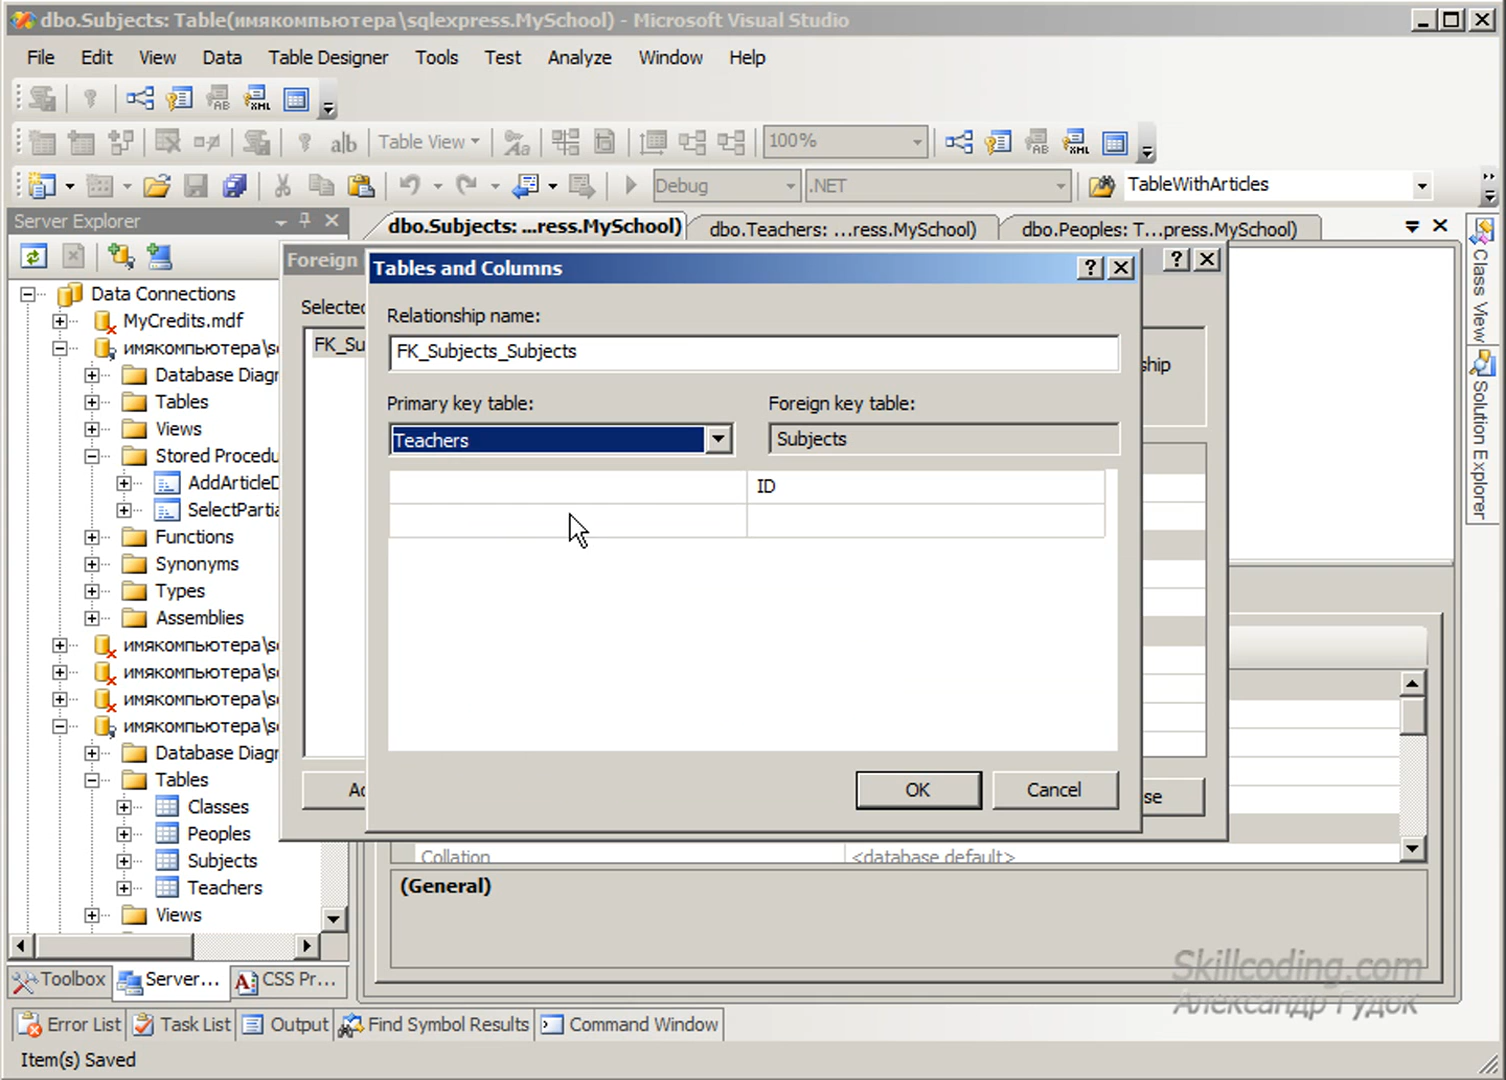 dbo.Subjects: Table(имякомпьютера\sqlexpress.MySchool) - Microsoft Visual Studio
File Edit View Data Table Designer Tools Test Analyze Window Help
Table View 100%
Debug .NET TableWithArticles
Server Explorer
dbo.Subjects: ...ress.MySchool) dbo.Teachers: ...ress.MySchool) dbo.Peoples: T...press.MySchool)
Data Connections
MyCredits.mdf
имякомпьютера\s
Database Diagr
Tables
Views
Stored Procedu
AddArticleD
SelectPartia
Functions
Synonyms
Types
Assemblies
имякомпьютера\s
имякомпьютера\s
имякомпьютера\s
имякомпьютера\s
Database Diagr
Tables
Classes
Peoples
Subjects
Teachers
Views
Toolbox Server... CSS Pr...
Foreign
Selected
FK_Su
ship
Ad
se
Tables and Columns
Relationship name:
FK_Subjects_Subjects
Primary key table: Foreign key table:
Teachers Subjects
ID
OK Cancel
Collation <database default>
(General)
Class View
Solution Explorer
Skillcoding.com
Александр Гудок
Error List Task List Output Find Symbol Results Command Window
Item(s) Saved